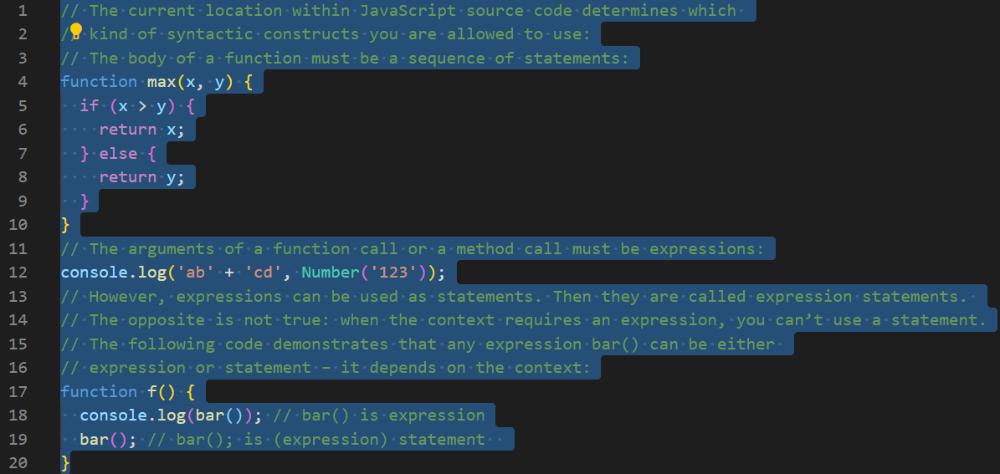 1 // The current location within JavaScript source code determines which
2 // kind of syntactic constructs you are allowed to use:
3 // The body of a function must be a sequence of statements:
4 function max(x, y) {
5   if (x > y) {
6     return x;
7   } else {
8     return y;
9   }
10 }
11 // The arguments of a function call or a method call must be expressions:
12 console.log('ab' + 'cd', Number('123'));
13 // However, expressions can be used as statements. Then they are called expression statements.
14 // The opposite is not true: when the context requires an expression, you can’t use a statement.
15 // The following code demonstrates that any expression bar() can be either
16 // expression or statement – it depends on the context:
17 function f() {
18   console.log(bar()); // bar() is expression
19   bar(); // bar(); is (expression) statement
20 }